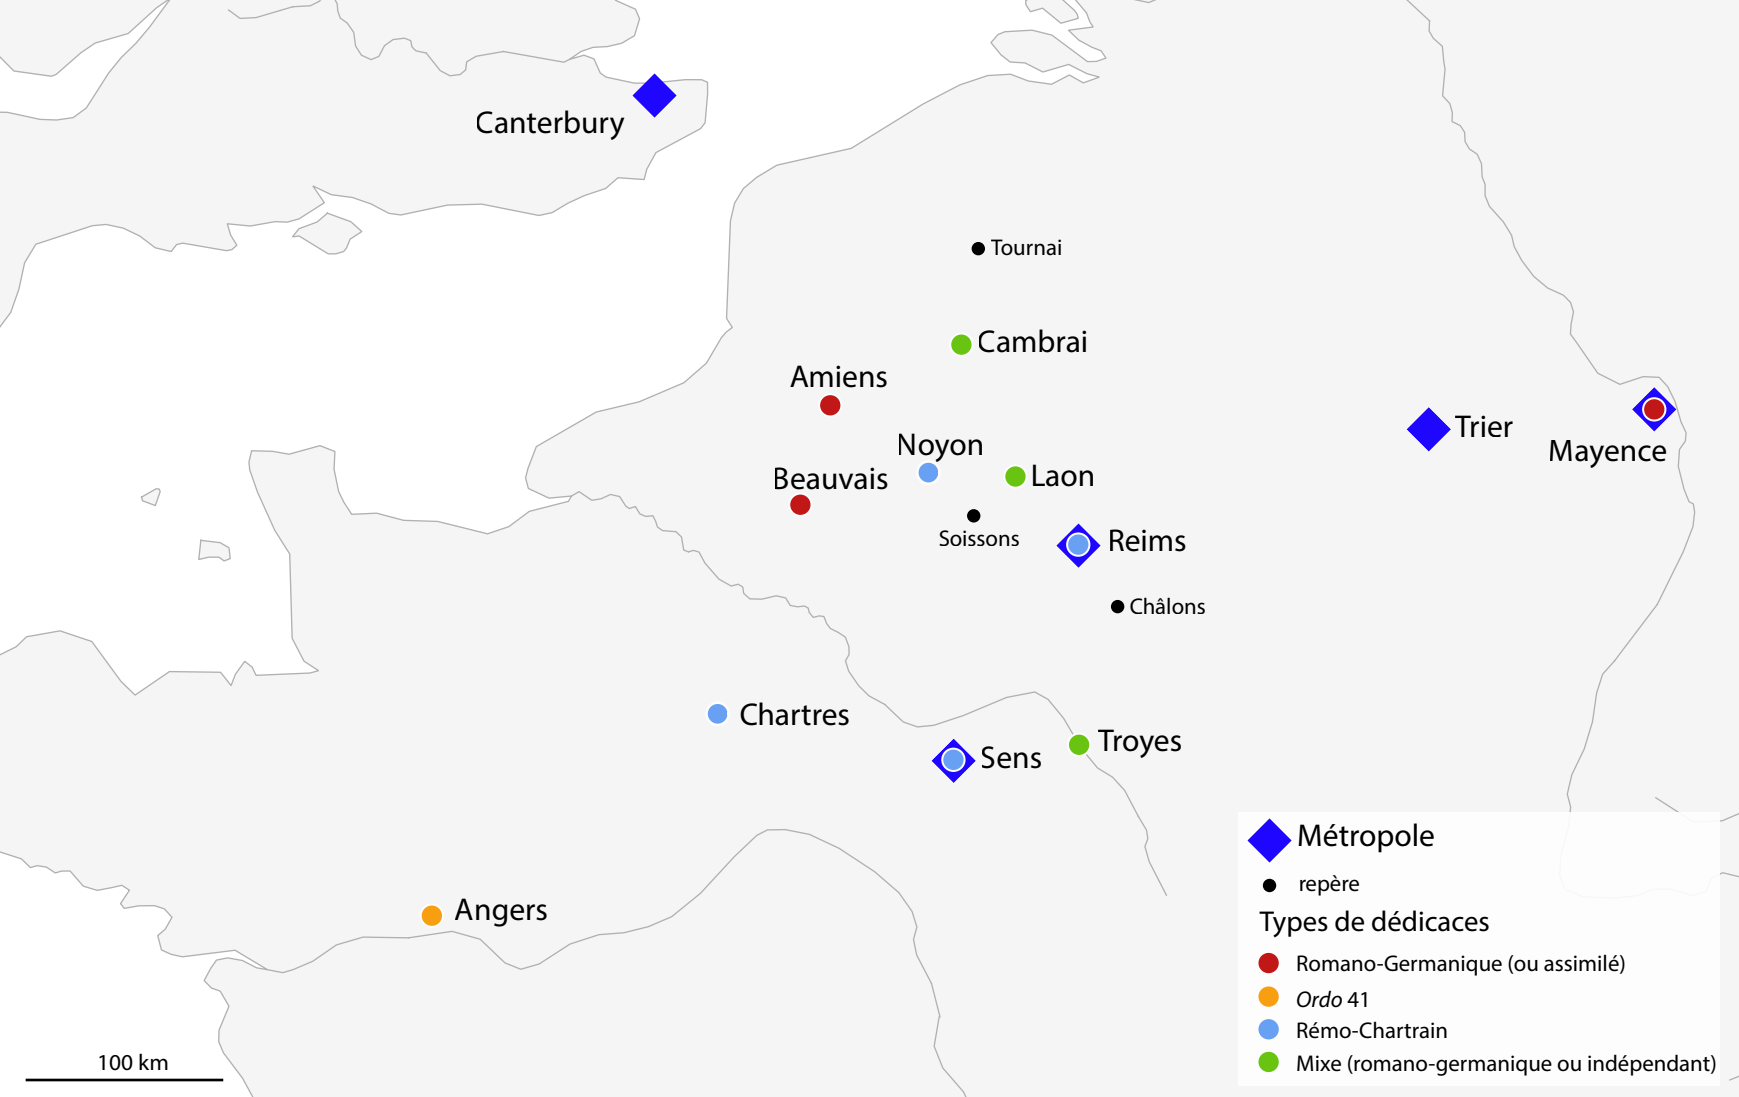 Canterbury
Tournai
Cambrai
Amiens
Noyon
Beauvais
Laon
Trier
Mayence
Soissons
Reims
Châlons
Chartres
Sens
Troyes
Angers
100 km
Métropole
repère
Types de dédicaces
Romano-Germanique (ou assimilé)
Ordo 41
Rémo-Chartrain
Mixe (romano-germanique ou indépendant)